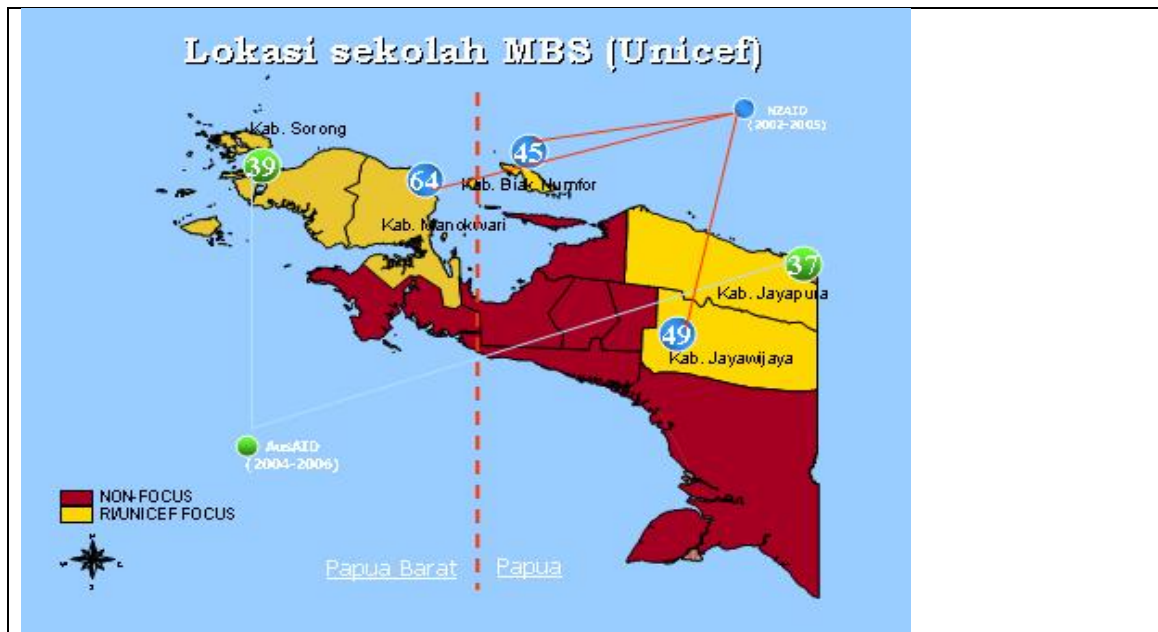 Lokasi sekolah MBS (Unicef)
NZAID
(2002-2005)
Kab. Sorong
39
45
64
Kab. Biak Numfor
Kab. Manokwari
37
Kab. Jayapura
49
Kab. Jayawijaya
AusAID
(2004-2006)
NON-FOCUS
RI/UNICEF FOCUS
Papua Barat
Papua